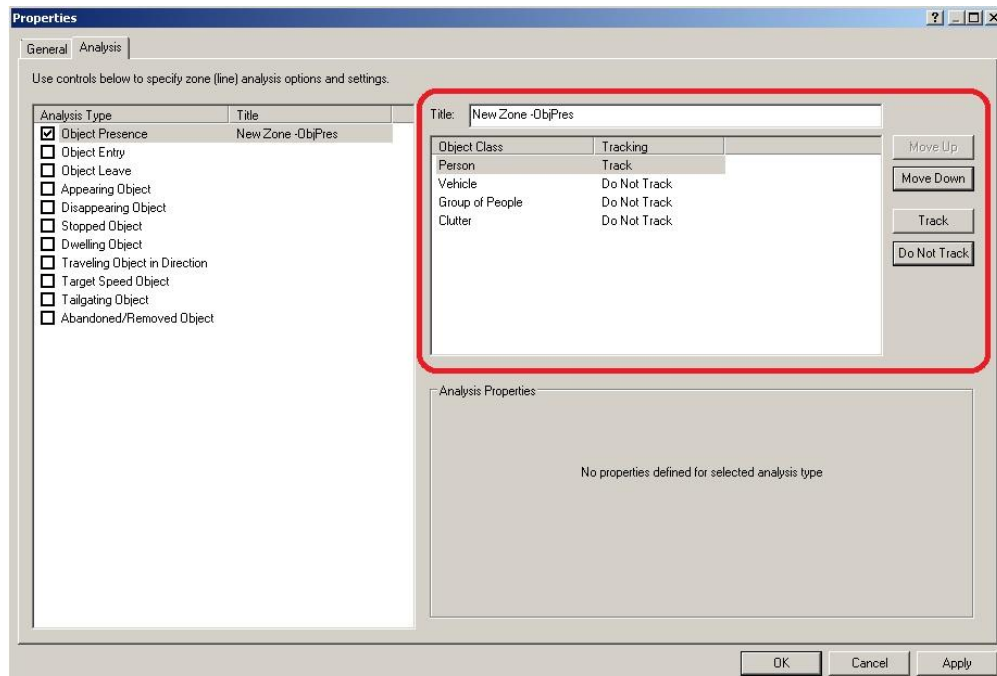 Properties
General Analysis
Use controls below to specify zone (line) analysis options and settings.
Analysis Type Title
Object Presence New Zone -ObjPres
Object Entry
Object Leave
Appearing Object
Disappearing Object
Stopped Object
Dwelling Object
Traveling Object in Direction
Target Speed Object
Tailgating Object
Abandoned/Removed Object
Title: New Zone -ObjPres
Object Class Tracking
Person Track
Vehicle Do Not Track
Group of People Do Not Track
Clutter Do Not Track
Move Up
Move Down
Track
Do Not Track
Analysis Properties
No properties defined for selected analysis type
OK Cancel Apply